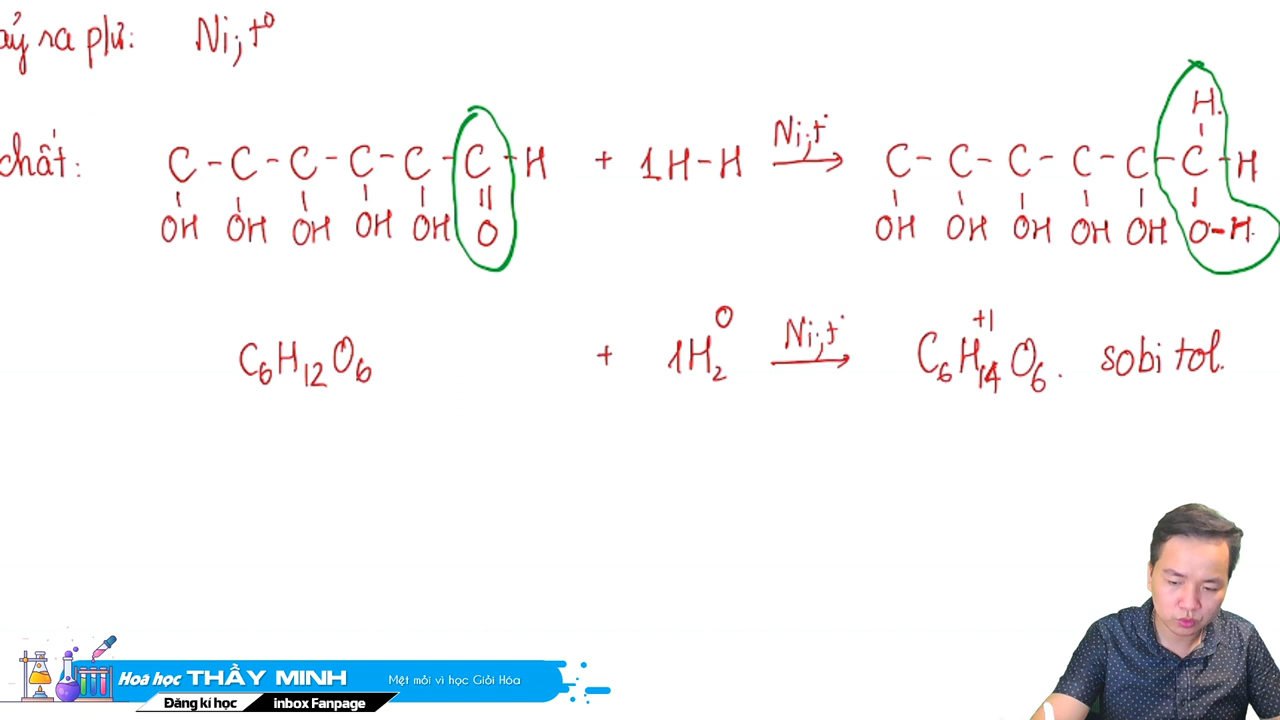 ảy ra p/ư: Ni; t°
H.
chất: C - C - C - C - C - C - H + 1H-H Ni; t° → C - C - C - C - C - C - H
OH OH OH OH OH O OH OH OH OH OH O-H.
0 +1
C6H12O6 + 1H2 Ni; t° → C6H14O6. sobitol.
Hoá học THẦY MINH Mệt mỏi vì học Giỏi Hóa
Đăng kí học inbox Fanpage